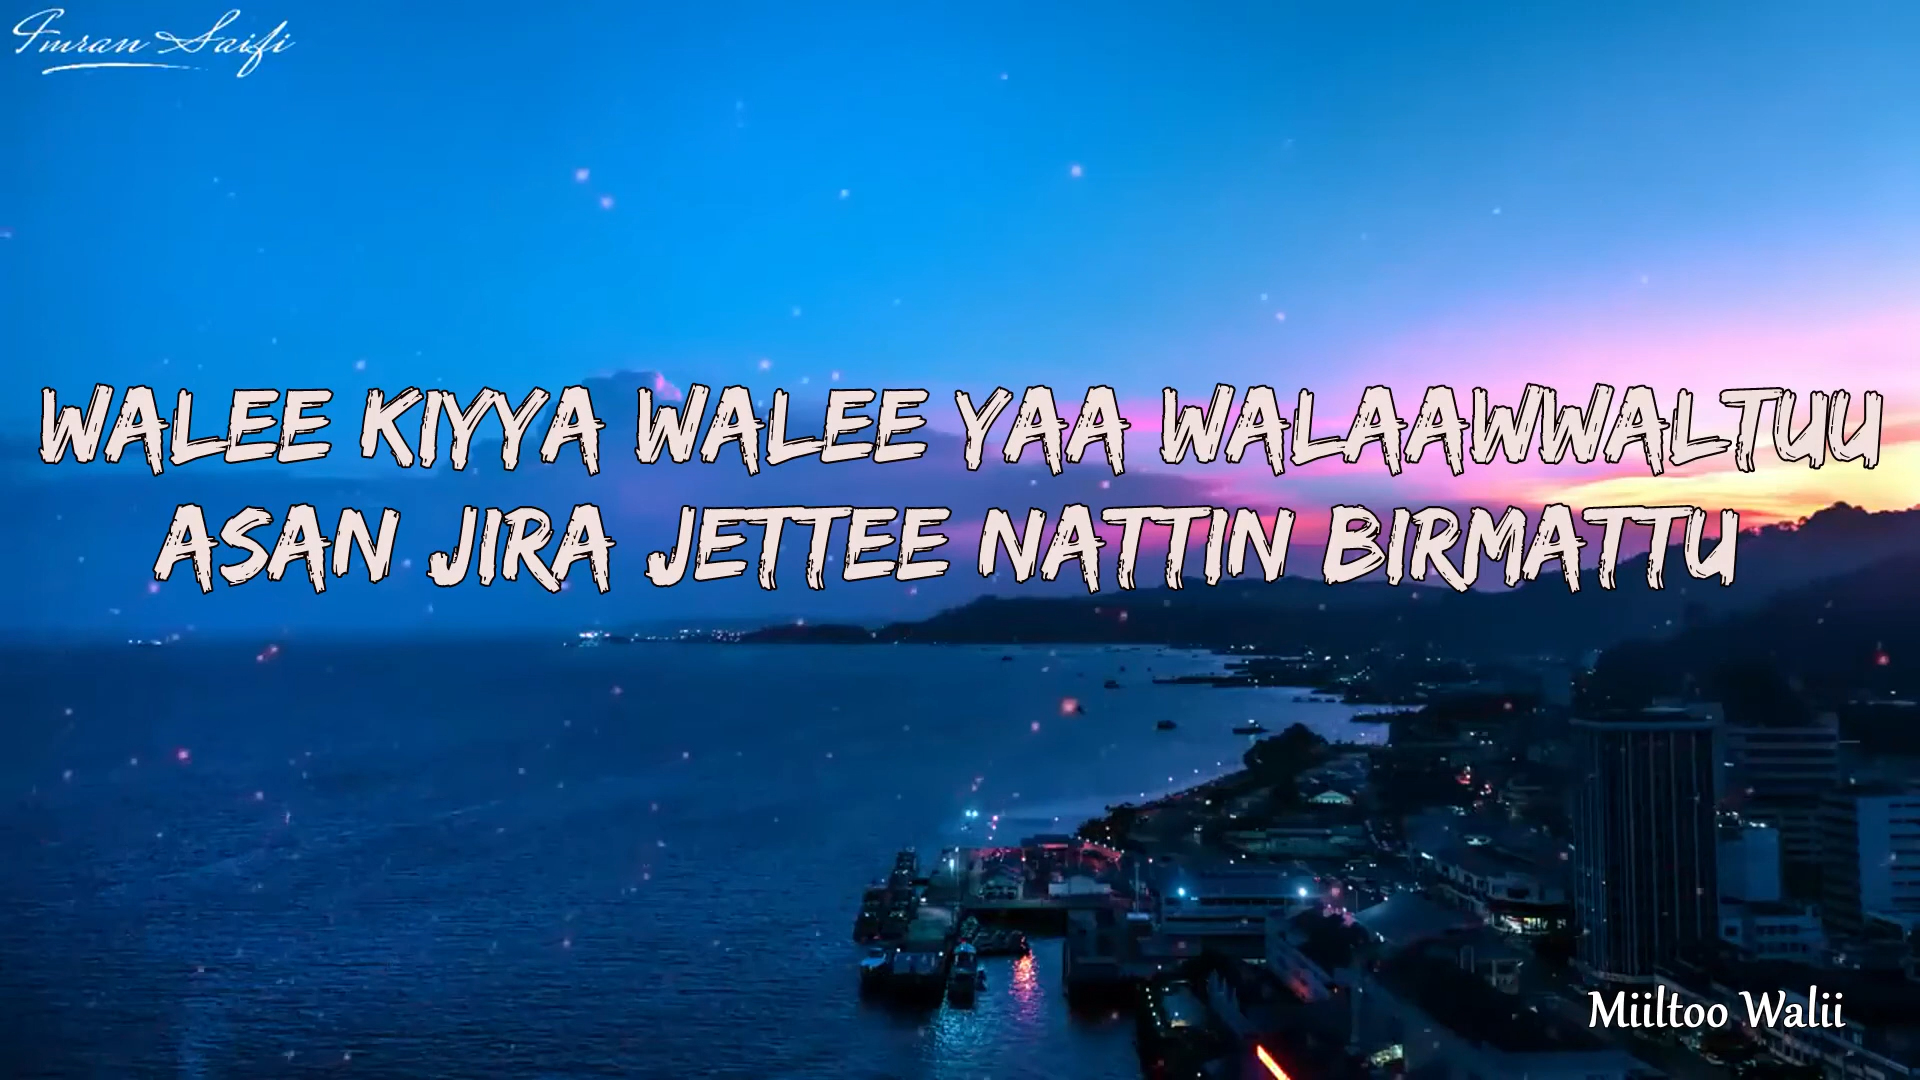 Imran Saifi
WALEE KIYYA WALEE YAA WALAAWWALTUU
ASAN JIRA JETTEE NATTIN BIRMATTU
Miiltoo Walii